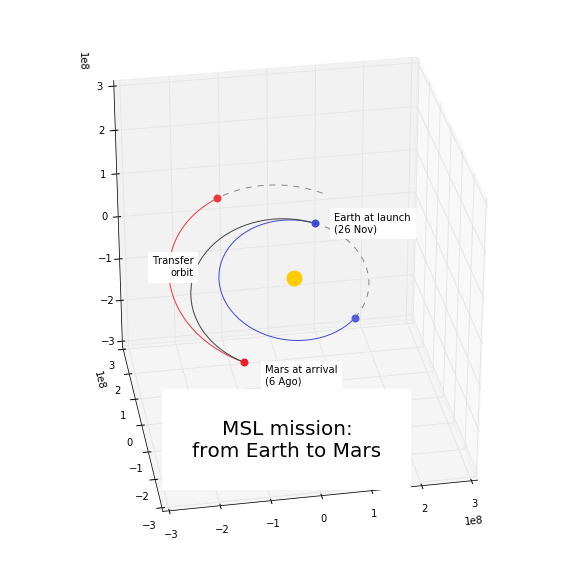 1e8
3
2
1
0
−1
−2
−3
Earth at launch
(26 Nov)
Transfer
orbit
Mars at arrival
(6 Ago)
MSL mission:
from Earth to Mars
1e8
3
2
1
0
−1
−2
−3
−3
−2
−1
0
1
2
3
1e8